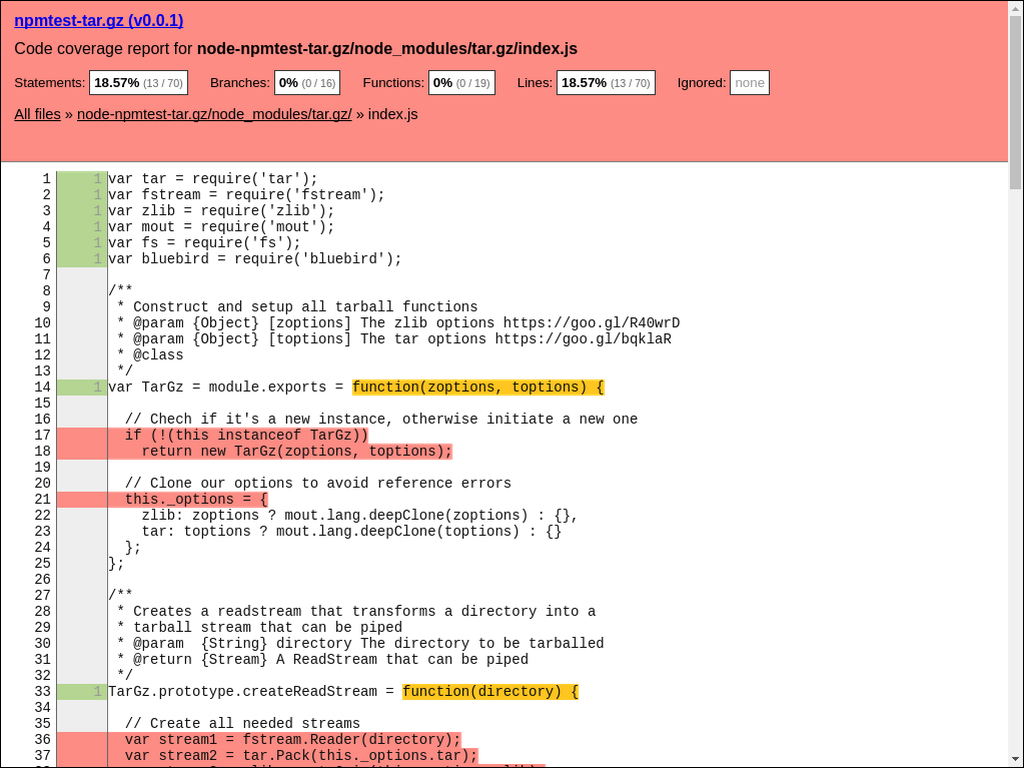 npmtest-tar.gz (v0.0.1)
Code coverage report for node-npmtest-tar.gz/node_modules/tar.gz/index.js
Statements: 18.57% (13 / 70) Branches: 0% (0 / 16) Functions: 0% (0 / 19) Lines: 18.57% (13 / 70) Ignored: none
All files » node-npmtest-tar.gz/node_modules/tar.gz/ » index.js
1 1 var tar = require('tar');
2 1 var fstream = require('fstream');
3 1 var zlib = require('zlib');
4 1 var mout = require('mout');
5 1 var fs = require('fs');
6 1 var bluebird = require('bluebird');
7
8 /**
9 * Construct and setup all tarball functions
10 * @param {Object} [zoptions] The zlib options https://goo.gl/R40wrD
11 * @param {Object} [toptions] The tar options https://goo.gl/bqklaR
12 * @class
13 */
14 1 var TarGz = module.exports = function(zoptions, toptions) {
15
16 // Chech if it's a new instance, otherwise initiate a new one
17 if (!(this instanceof TarGz))
18 return new TarGz(zoptions, toptions);
19
20 // Clone our options to avoid reference errors
21 this._options = {
22 zlib: zoptions ? mout.lang.deepClone(zoptions) : {},
23 tar: toptions ? mout.lang.deepClone(toptions) : {}
24 };
25 };
26
27 /**
28 * Creates a readstream that transforms a directory into a
29 * tarball stream that can be piped
30 * @param  {String} directory The directory to be tarballed
31 * @return {Stream} A ReadStream that can be piped
32 */
33 1 TarGz.prototype.createReadStream = function(directory) {
34
35 // Create all needed streams
36 var stream1 = fstream.Reader(directory);
37 var stream2 = tar.Pack(this._options.tar);